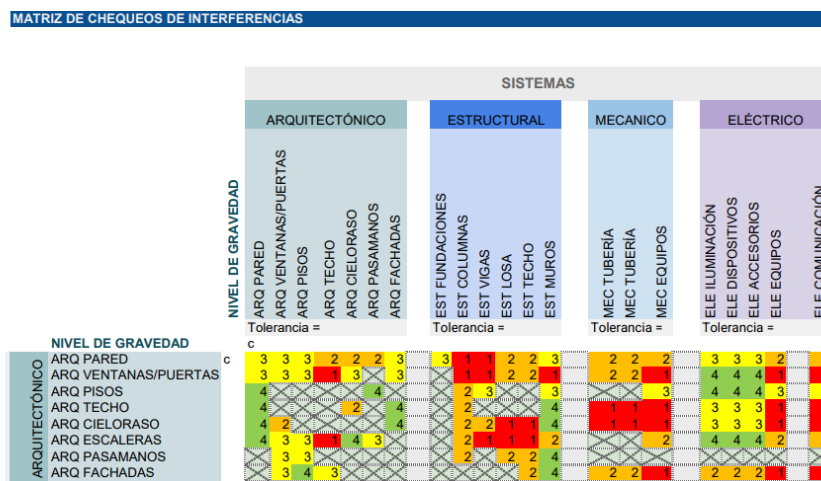 MATRIZ DE CHEQUEOS DE INTERFERENCIAS
SISTEMAS
ARQUITECTÓNICO ESTRUCTURAL MECANICO ELÉCTRICO
NIVEL DE GRAVEDAD
ARQ PARED
ARQ VENTANAS/PUERTAS
ARQ PISOS
ARQ TECHO
ARQ CIELORASO
ARQ PASAMANOS
ARQ FACHADAS
EST FUNDACIONES
EST COLUMNAS
EST VIGAS
EST LOSA
EST TECHO
EST MUROS
MEC TUBERÍA
MEC TUBERÍA
MEC EQUIPOS
ELE ILUMINACIÓN
ELE DISPOSITIVOS
ELE ACCESORIOS
ELE EQUIPOS
ELE COMUNICACIÓN
Tolerancia = Tolerancia = Tolerancia = Tolerancia =
NIVEL DE GRAVEDAD c
ARQUITECTÓNICO
ARQ PARED c 3 3 3 2 2 2 3 3 1 1 2 2 3 2 2 2 3 3 3 2
ARQ VENTANAS/PUERTAS 3 3 3 1 3 3 1 1 2 2 1 2 2 1 4 4 4 1
ARQ PISOS 4 4 2 3 3 3 4 4 4 3
ARQ TECHO 4 2 4 2 4 1 1 1 3 3 3 1
ARQ CIELORASO 4 2 4 2 2 1 1 4 1 1 1 3 3 3 1
ARQ ESCALERAS 4 3 3 1 4 3 2 1 1 1 2 2 4 4 4 2
ARQ PASAMANOS 3 3 2 2 2 4
ARQ FACHADAS 3 4 3 2 4 2 2 1 2 2 2 1